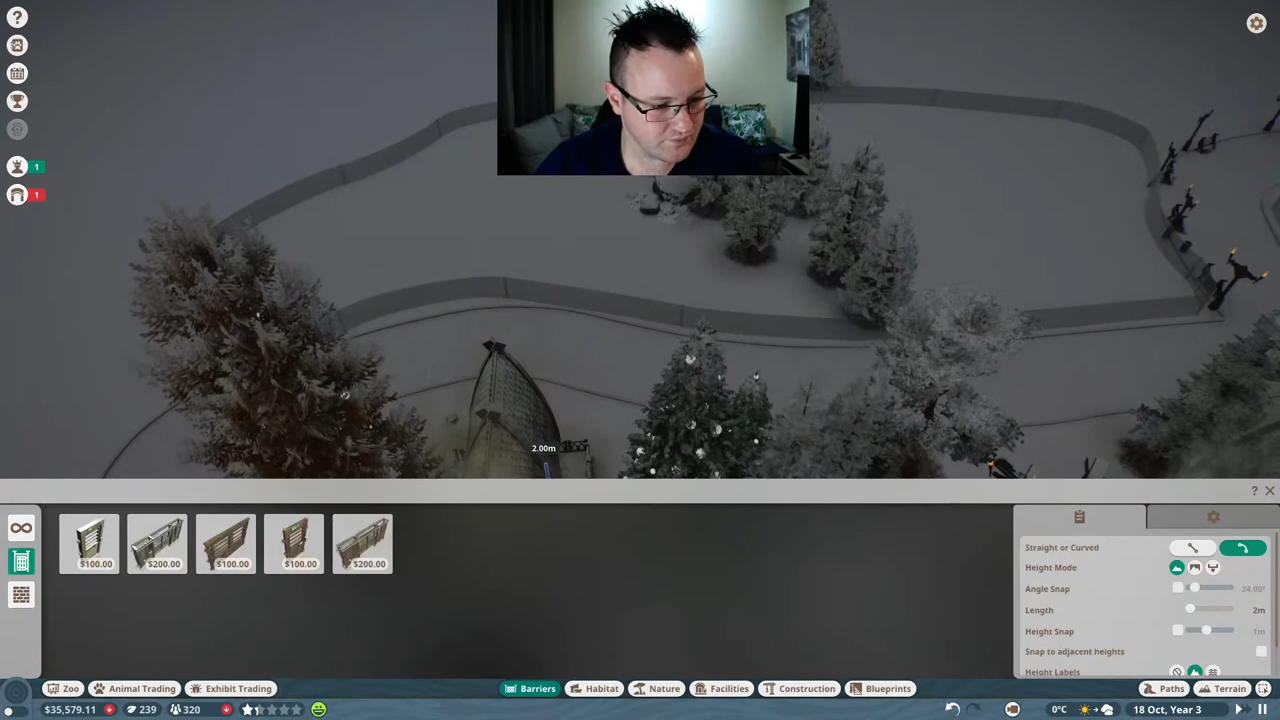 ?
1
1
2.00m
?
$100.00
$200.00
$100.00
$100.00
$200.00
Straight or Curved
Height Mode
Angle Snap
24.00°
Length
2m
Height Snap
1m
Snap to adjacent heights
Height Labels
Zoo
Animal Trading
Exhibit Trading
Barriers
Habitat
Nature
Facilities
Construction
Blueprints
Paths
Terrain
$35,579.11
239
320
0°C
18 Oct, Year 3